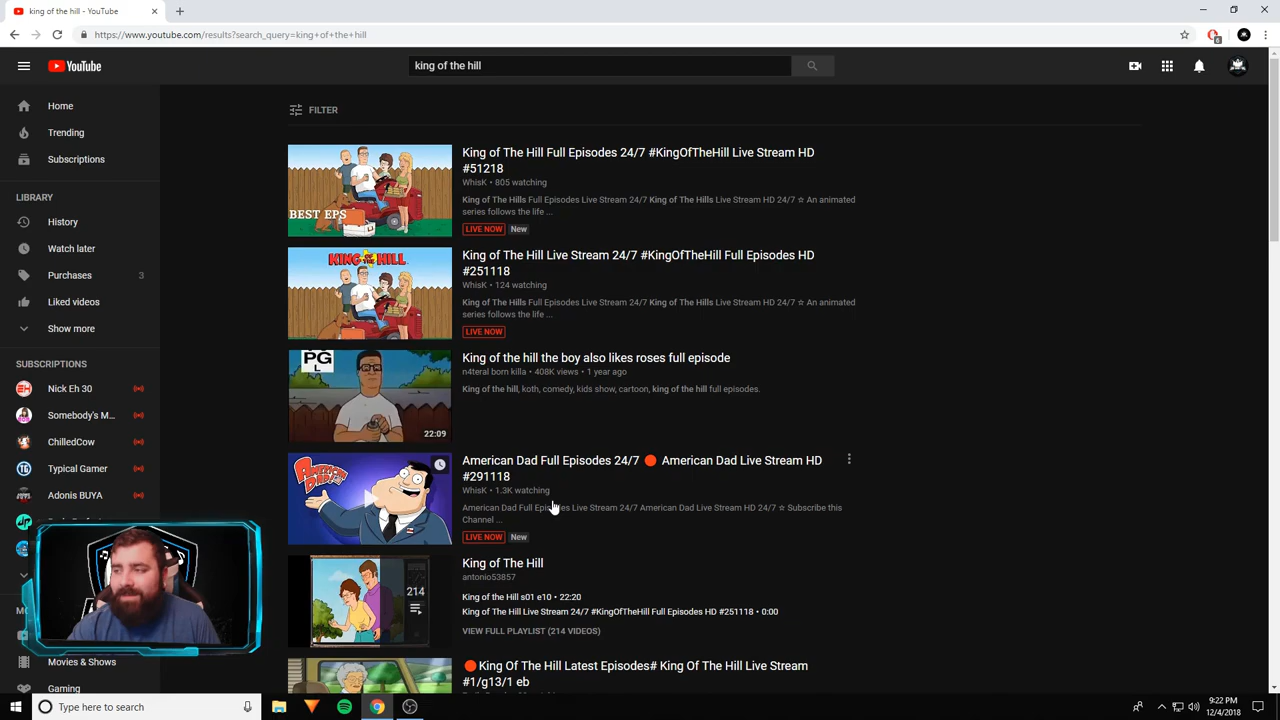 king of the hill - YouTube
https://www.youtube.com/results?search_query=king+of+the+hill
6
YouTube
king of the hill
Home
Trending
Subscriptions
LIBRARY
History
Watch later
Purchases 3
Liked videos
Show more
SUBSCRIPTIONS
Nick Eh 30
Somebody's M...
ChilledCow
Typical Gamer
Adonis BUYA
Movies & Shows
Gaming
FILTER
BEST EPS
King of The Hill Full Episodes 24/7 #KingOfTheHill Live Stream HD
#51218
WhisK • 805 watching
King of The Hills Full Episodes Live Stream 24/7 King of The Hills Live Stream HD 24/7 ☆ An animated
series follows the life ...
LIVE NOW New
KING OF THE HILL
King of The Hill Live Stream 24/7 #KingOfTheHill Full Episodes HD
#251118
WhisK • 124 watching
King of The Hills Full Episodes Live Stream 24/7 King of The Hills Live Stream HD 24/7 ☆ An animated
series follows the life ...
LIVE NOW
PG
L
22:09
King of the hill the boy also likes roses full episode
n4teral born killa • 408K views • 1 year ago
King of the hill, koth, comedy, kids show, cartoon, king of the hill full episodes.
AMERICAN DAD
American Dad Full Episodes 24/7 🔴 American Dad Live Stream HD
#291118
WhisK • 1.3K watching
American Dad Full Episodes Live Stream 24/7 American Dad Live Stream HD 24/7 ☆ Subscribe this
Channel ...
LIVE NOW New
214
King of The Hill
antonio53857
King of the Hill s01 e10 • 22:20
King of The Hill Live Stream 24/7 #KingOfTheHill Full Episodes HD #251118 • 0:00
VIEW FULL PLAYLIST (214 VIDEOS)
🔴King Of The Hill Latest Episodes# King Of The Hill Live Stream
#1/g13/1 eb
Type here to search
9:22 PM
12/4/2018